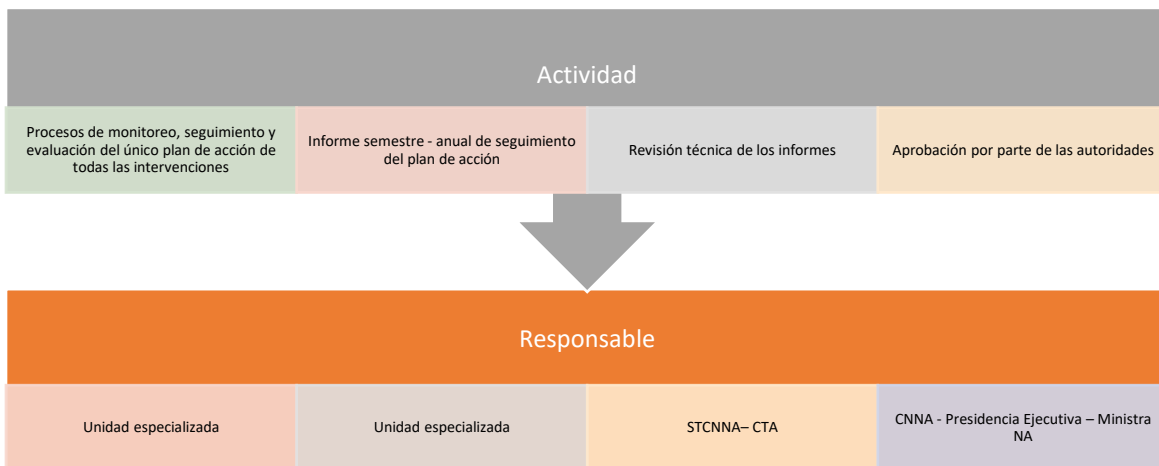 Actividad
Procesos de monitoreo, seguimiento y
evaluación del único plan de acción de
todas las intervenciones
Informe semestre - anual de seguimiento
del plan de acción
Revisión técnica de los informes
Aprobación por parte de las autoridades
Responsable
Unidad especializada
Unidad especializada
STCNNA– CTA
CNNA - Presidencia Ejecutiva – Ministra
NA